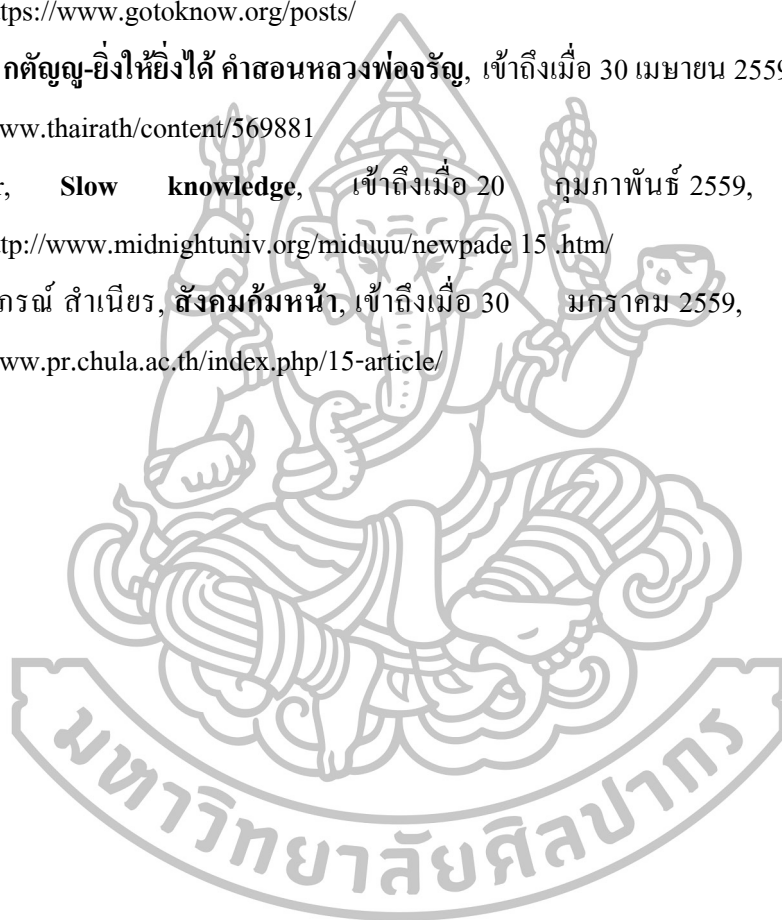 tps://www.gotoknow.org/posts/
กตัญญู-ยิ่งให้ยิ่งได้ คำสอนหลวงพ่อจรัญ, เข้าถึงเมื่อ 30 เมษายน 2559
ww.thairath/content/569881
r, Slow knowledge, เข้าถึงเมื่อ 20 กุมภาพันธ์ 2559,
tp://www.midnightuniv.org/miduuu/newpade 15 .htm/
ภรณ์ สำเนียร, สังคมก้มหน้า, เข้าถึงเมื่อ 30 มกราคม 2559,
ww.pr.chula.ac.th/index.php/15-article/
มหาวิทยาลัยศิลปากร